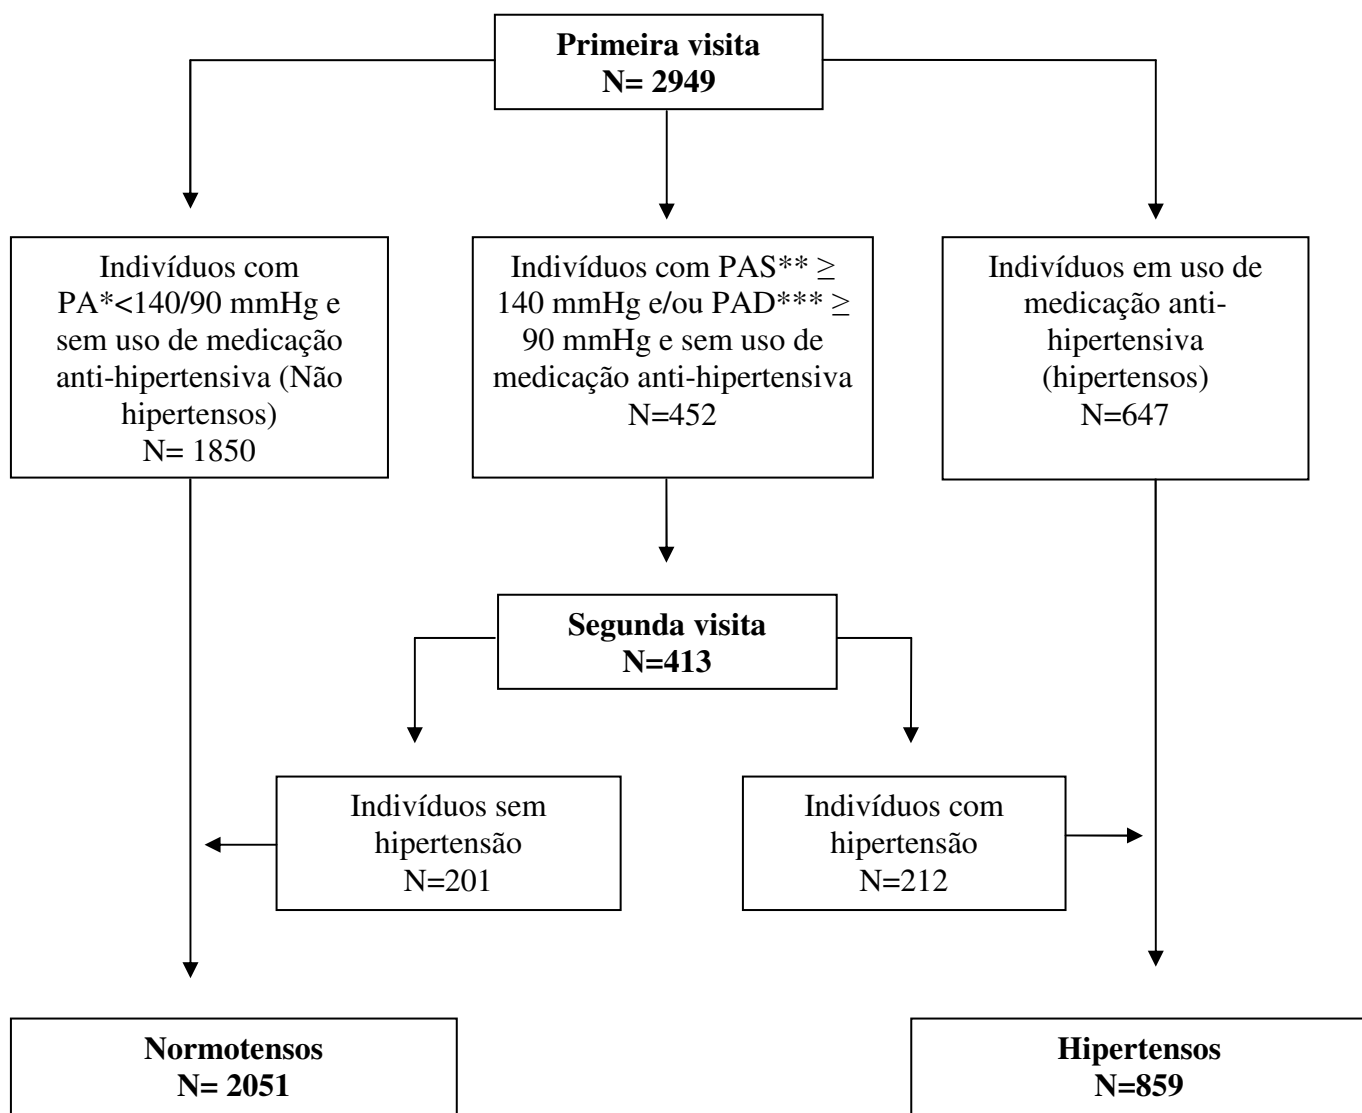 Primeira visita
N= 2949
Indivíduos com
PA*<140/90 mmHg e
sem uso de medicação
anti-hipertensiva (Não
hipertensos)
N= 1850
Indivíduos com PAS** ≥
140 mmHg e/ou PAD*** ≥
90 mmHg e sem uso de
medicação anti-hipertensiva
N=452
Indivíduos em uso de
medicação anti-
hipertensiva
(hipertensos)
N=647
Segunda visita
N=413
Indivíduos sem
hipertensão
N=201
Indivíduos com
hipertensão
N=212
Normotensos
N= 2051
Hipertensos
N=859